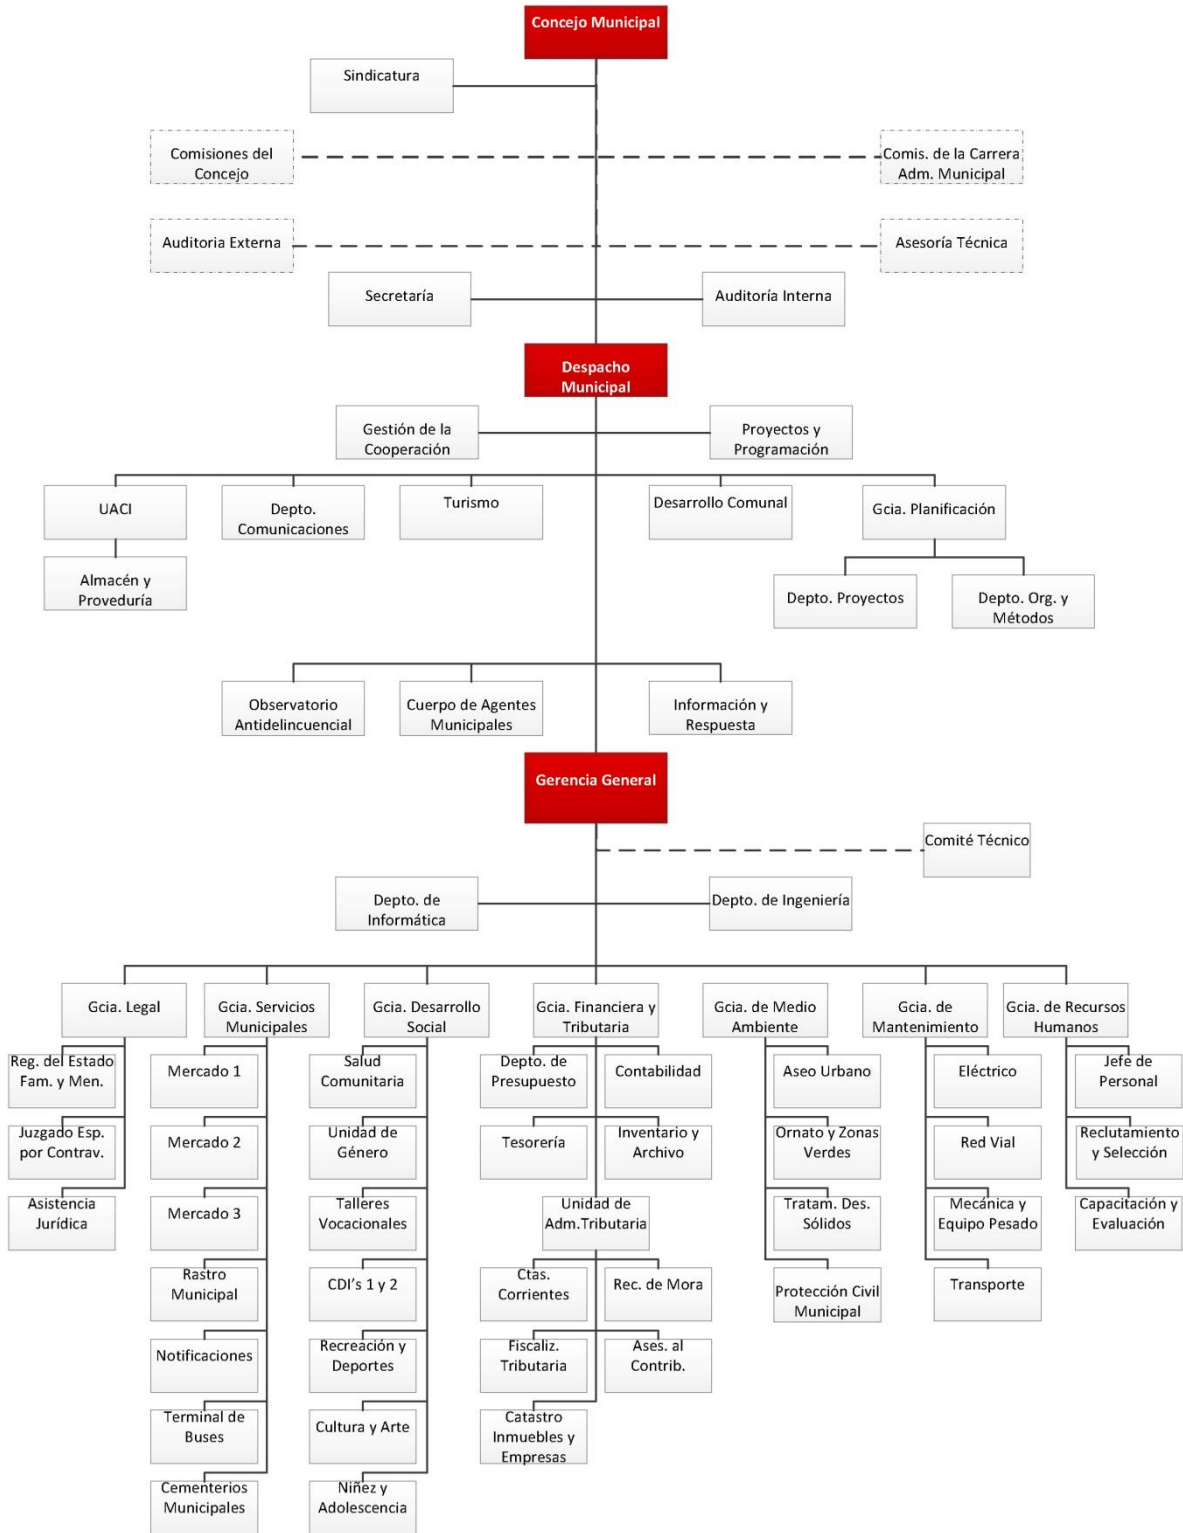 Concejo Municipal
Sindicatura
Comisiones del
Concejo
Comis. de la Carrera
Adm. Municipal
Auditoria Externa
Asesoría Técnica
Secretaría
Auditoría Interna
Despacho
Municipal
Gestión de la
Cooperación
Proyectos y
Programación
UACI
Depto.
Comunicaciones
Turismo
Desarrollo Comunal
Gcia. Planificación
Almacén y
Proveduría
Depto. Proyectos
Depto. Org. y
Métodos
Observatorio
Antidelincuencial
Cuerpo de Agentes
Municipales
Información y
Respuesta
Gerencia General
Comité Técnico
Depto. de
Informática
Depto. de Ingeniería
Gcia. Legal
Gcia. Servicios
Municipales
Gcia. Desarrollo
Social
Gcia. Financiera y
Tributaria
Gcia. de Medio
Ambiente
Gcia. de
Mantenimiento
Gcia. de Recursos
Humanos
Reg. del Estado
Fam. y Men.
Juzgado Esp.
por Contrav.
Asistencia
Jurídica
Mercado 1
Mercado 2
Mercado 3
Rastro
Municipal
Notificaciones
Terminal de
Buses
Cementerios
Municipales
Salud
Comunitaria
Unidad de
Género
Talleres
Vocacionales
CDI’s 1 y 2
Recreación y
Deportes
Cultura y Arte
Niñez y
Adolescencia
Depto. de
Presupuesto
Contabilidad
Tesorería
Inventario y
Archivo
Unidad de
Adm.Tributaria
Ctas.
Corrientes
Rec. de Mora
Fiscaliz.
Tributaria
Ases. al
Contrib.
Catastro
Inmuebles y
Empresas
Aseo Urbano
Ornato y Zonas
Verdes
Tratam. Des.
Sólidos
Protección Civil
Municipal
Eléctrico
Red Vial
Mecánica y
Equipo Pesado
Transporte
Jefe de
Personal
Reclutamiento
y Selección
Capacitación y
Evaluación